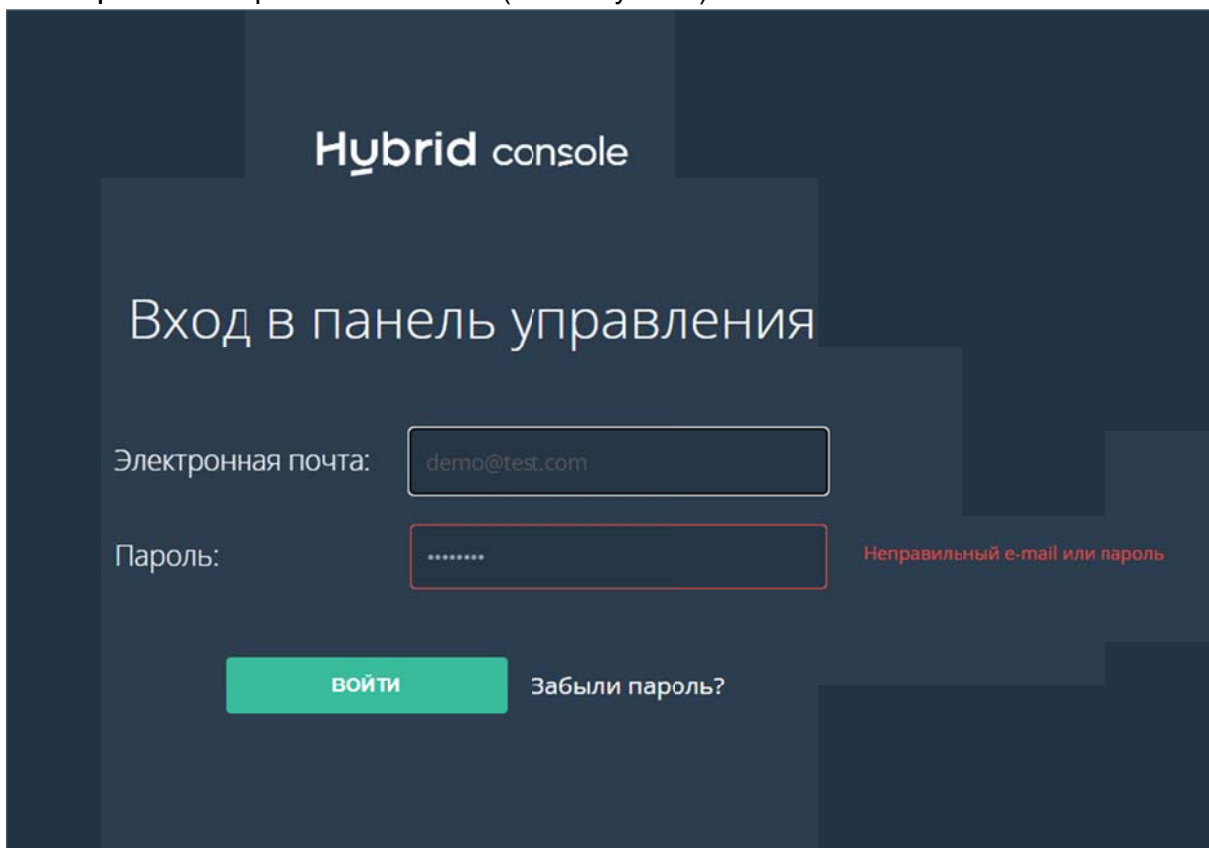 Hybrid console
Вход в панель управления
Электронная почта:
demo@test.com
Пароль:
••••••••
Неправильный e-mail или пароль
ВОЙТИ
Забыли пароль?